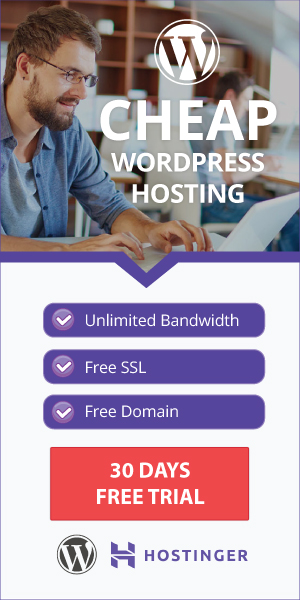 CHEAP
WORDPRESS
HOSTING
Unlimited Bandwidth
Free SSL
Free Domain
30 DAYS
FREE TRIAL
HOSTINGER